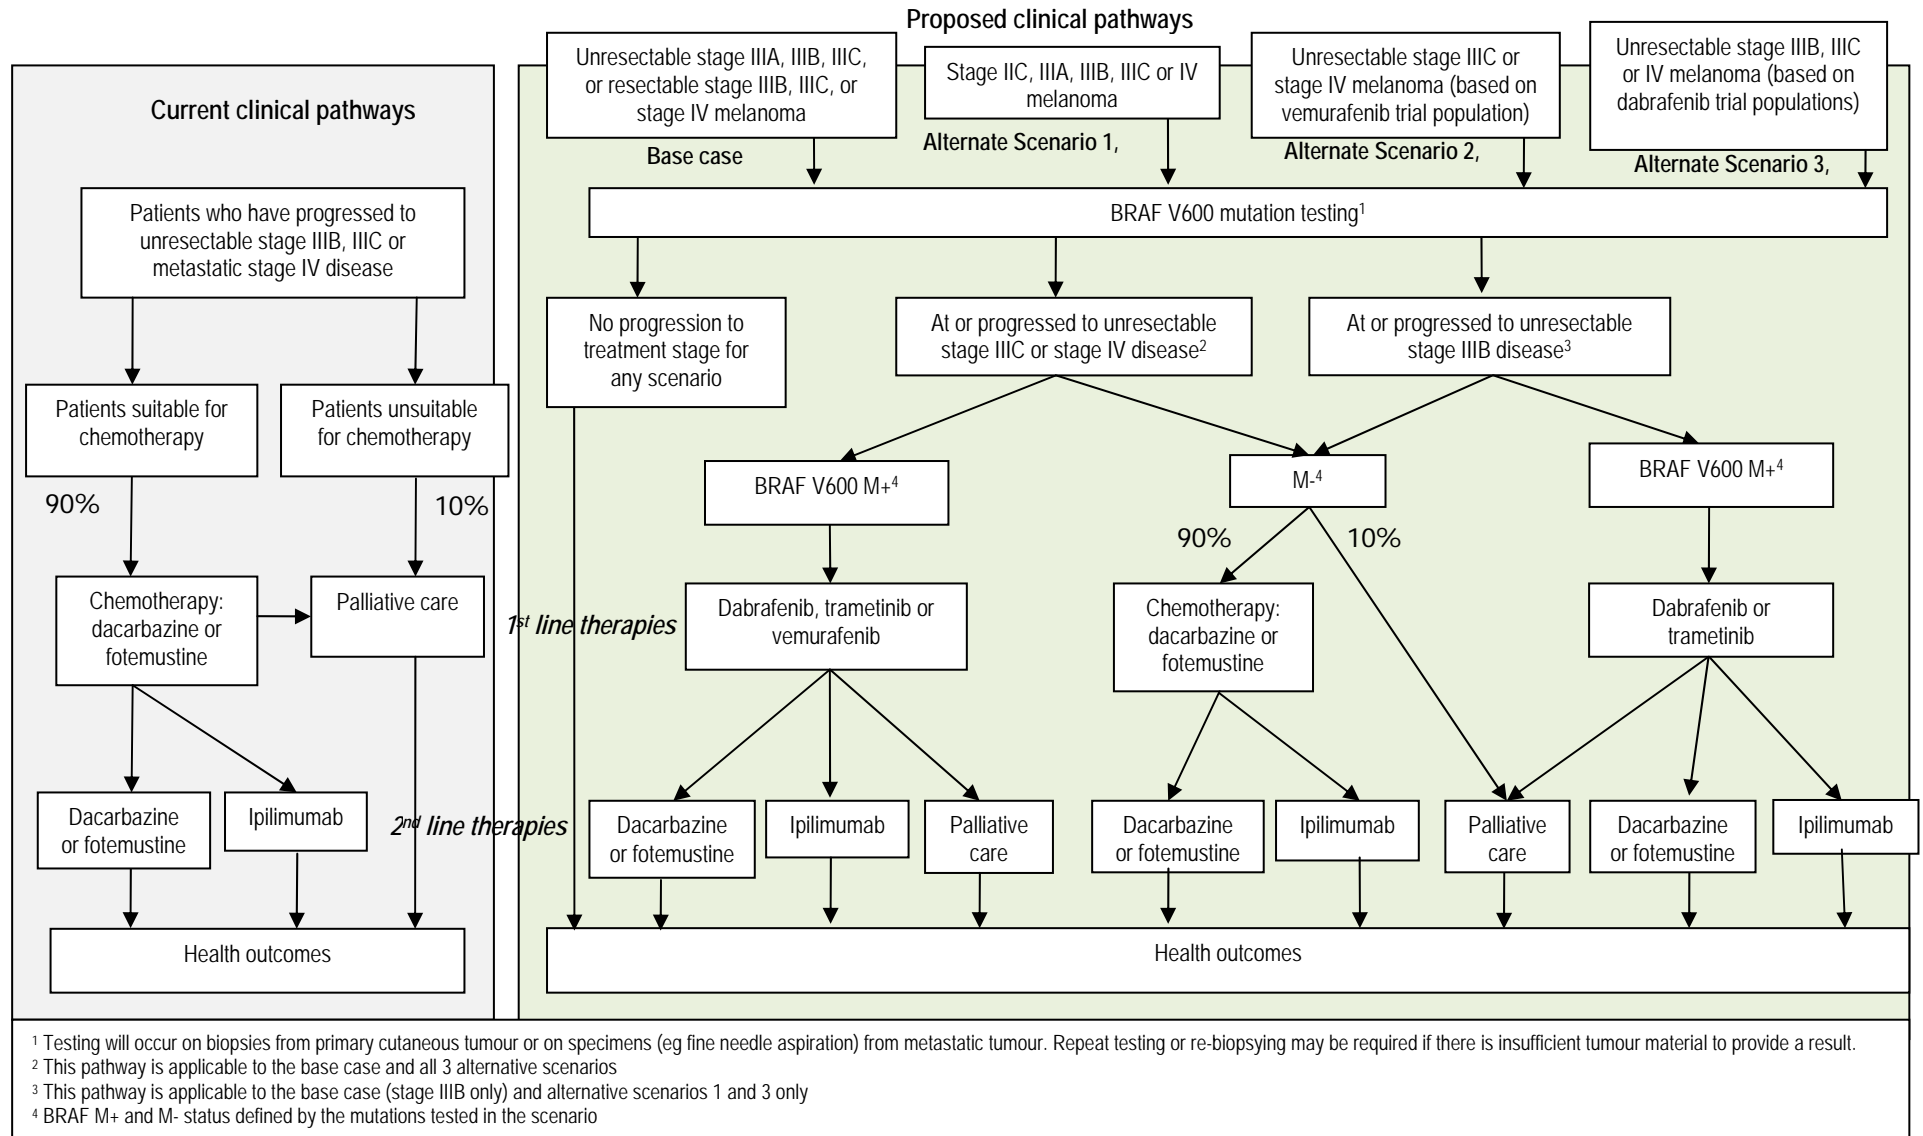 Proposed clinical pathways
Current clinical pathways
Patients who have progressed to
unresectable stage IIIB, IIIC or
metastatic stage IV disease
Patients suitable for
chemotherapy
Patients unsuitable
for chemotherapy
90%
10%
Chemotherapy:
dacarbazine or
fotemustine
Palliative care
Dacarbazine
or fotemustine
Ipilimumab
Health outcomes
Unresectable stage IIIA, IIIB, IIIC,
or resectable stage IIIB, IIIC, or
stage IV melanoma
Base case
Stage IIC, IIIA, IIIB, IIIC or IV
melanoma
Alternate Scenario 1,
Unresectable stage IIIC or
stage IV melanoma (based on
vemurafenib trial population)
Alternate Scenario 2,
Unresectable stage IIIB, IIIC
or IV melanoma (based on
dabrafenib trial populations)
Alternate Scenario 3,
BRAF V600 mutation testing¹
No progression to
treatment stage for
any scenario
At or progressed to unresectable
stage IIIC or stage IV disease²
At or progressed to unresectable
stage IIIB disease³
BRAF V600 M+⁴
M-⁴
BRAF V600 M+⁴
90%
10%
1st line therapies
Dabrafenib, trametinib or
vemurafenib
Chemotherapy:
dacarbazine or
fotemustine
Dabrafenib or
trametinib
2nd line therapies
Dacarbazine
or fotemustine
Ipilimumab
Palliative
care
Dacarbazine
or fotemustine
Ipilimumab
Palliative
care
Dacarbazine
or fotemustine
Ipilimumab
Health outcomes
¹ Testing will occur on biopsies from primary cutaneous tumour or on specimens (eg fine needle aspiration) from metastatic tumour. Repeat testing or re-biopsying may be required if there is insufficient tumour material to provide a result.
² This pathway is applicable to the base case and all 3 alternative scenarios
³ This pathway is applicable to the base case (stage IIIB only) and alternative scenarios 1 and 3 only
⁴ BRAF M+ and M- status defined by the mutations tested in the scenario